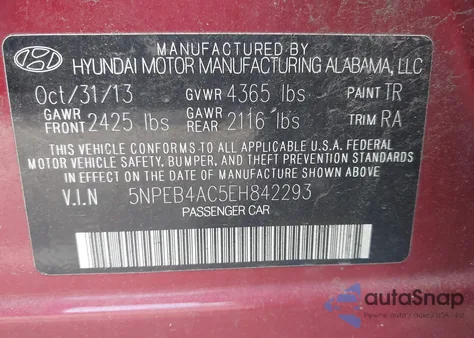 MANUFACTURED BY
HYUNDAI MOTOR MANUFACTURING ALABAMA, LLC
Oct/31/13 GVWR 4365 lbs PAINT TR
GAWR FRONT 2425 lbs GAWR REAR 2116 lbs TRIM RA
THIS VEHICLE CONFORMS TO ALL APPLICABLE U.S.A. FEDERAL
MOTOR VEHICLE SAFETY, BUMPER, AND THEFT PREVENTION STANDARDS
IN EFFECT ON THE DATE OF MANUFACTURE SHOWN ABOVE.
V.I.N 5NPEB4AC5EH842293
PASSENGER CAR
autoSnap